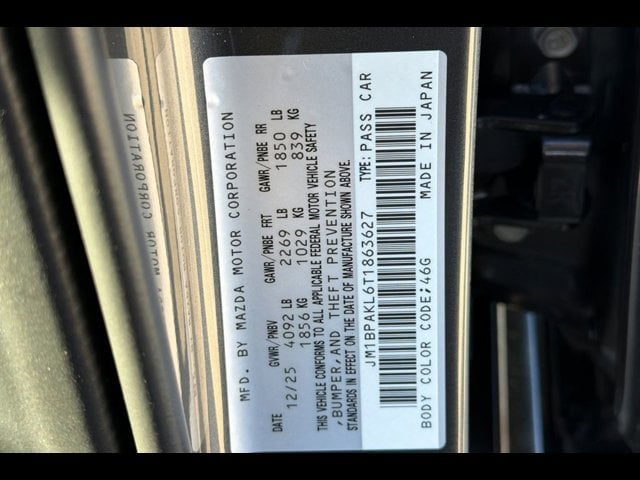 MFD. BY MAZDA MOTOR CORPORATION
DATE GVWR/PNBV GAWR/PNBE FRT GAWR/PNBE RR
12/25 4092 LB 2269 LB 1850 LB
1856 KG 1029 KG 839 KG
THIS VEHICLE CONFORMS TO ALL APPLICABLE FEDERAL MOTOR VEHICLE SAFETY
,BUMPER,AND THEFT PREVENTION
STANDARDS IN EFFECT ON THE DATE OF MANUFACTURE SHOWN ABOVE.
JM1BPAKL6T1863627 TYPE:PASS CAR
BODY COLOR CODE;46G MADE IN JAPAN